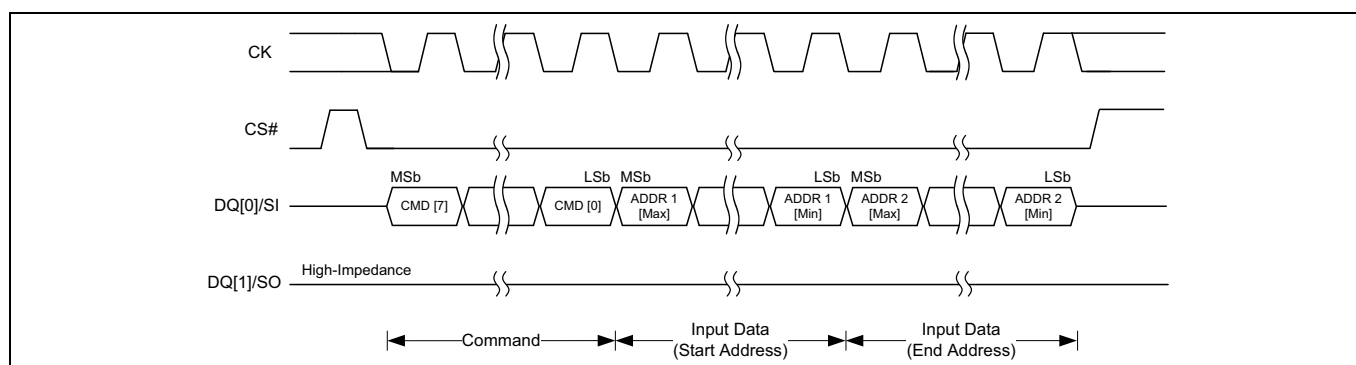 CK
CS#
MSb LSb MSb LSb MSb LSb
DQ[0]/SI
CMD [7]
CMD [0]
ADDR 1
[Max]
ADDR 1
[Min]
ADDR 2
[Max]
ADDR 2
[Min]
High-Impedance
DQ[1]/SO
Command
Input Data
(Start Address)
Input Data
(End Address)